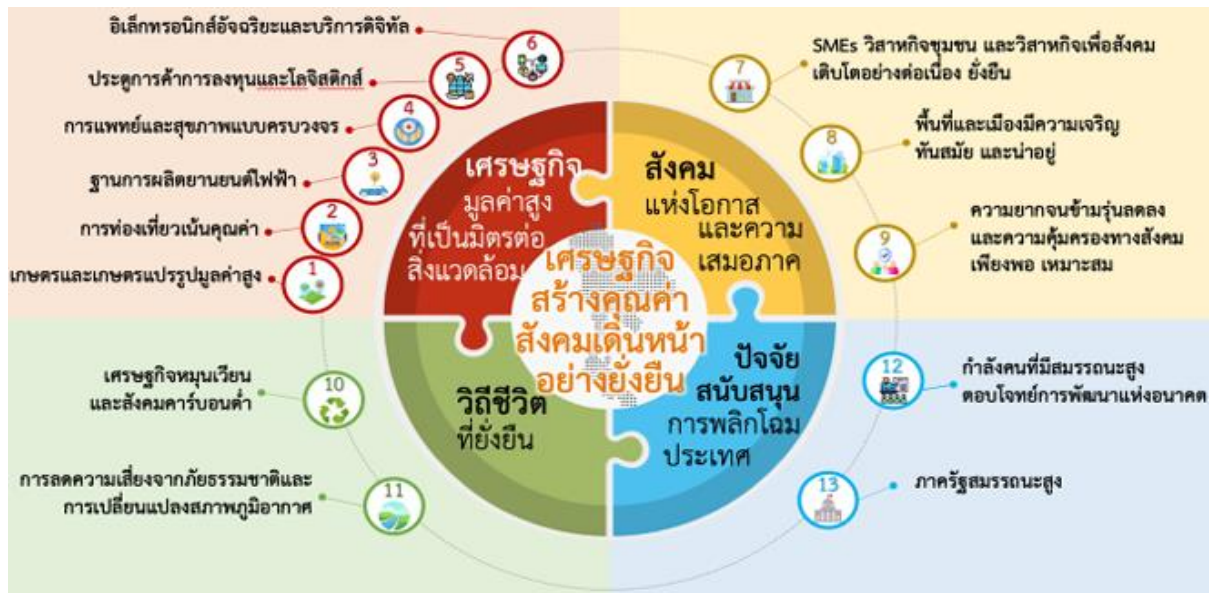 อิเล็กทรอนิกส์อัจฉริยะและบริการดิจิทัล
6
ประตูการค้าการลงทุนและโลจิสติกส์
5
การแพทย์และสุขภาพแบบครบวงจร
4
ฐานการผลิตยานยนต์ไฟฟ้า
3
การท่องเที่ยวเน้นคุณค่า
2
เกษตรและเกษตรแปรรูปมูลค่าสูง
1
เศรษฐกิจ
มูลค่าสูง
ที่เป็นมิตรต่อ
สิ่งแวดล้อม
สังคม
แห่งโอกาส
และความ
เสมอภาค
7
SMEs วิสาหกิจชุมชน และวิสาหกิจเพื่อสังคม
เติบโตอย่างต่อเนื่อง ยั่งยืน
8
พื้นที่และเมืองมีความเจริญ
ทันสมัย และน่าอยู่
9
ความยากจนข้ามรุ่นลดลง
และความคุ้มครองทางสังคม
เพียงพอ เหมาะสม
เศรษฐกิจ
สร้างคุณค่า
สังคมเดินหน้า
อย่างยั่งยืน
เศรษฐกิจหมุนเวียน
และสังคมคาร์บอนต่ำ
10
การลดความเสี่ยงจากภัยธรรมชาติและ
การเปลี่ยนแปลงสภาพภูมิอากาศ
11
วิถีชีวิต
ที่ยั่งยืน
ปัจจัย
สนับสนุน
การพลิกโฉม
ประเทศ
12
กำลังคนที่มีสมรรถนะสูง
ตอบโจทย์การพัฒนาแห่งอนาคต
13
ภาครัฐสมรรถนะสูง